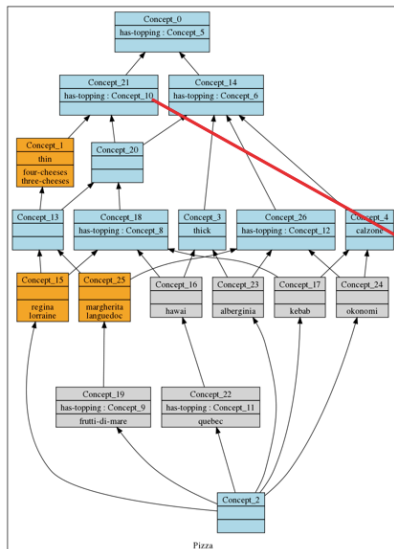 Concept_0
has-topping : Concept_5
Concept_21
has-topping : Concept_10
Concept_14
has-topping : Concept_6
Concept_1
thin
four-cheeses
three-cheeses
Concept_20
Concept_13
Concept_18
has-topping : Concept_8
Concept_3
thick
Concept_26
has-topping : Concept_12
Concept_4
calzone
Concept_15
regina
lorraine
Concept_25
margherita
languedoc
Concept_16
hawai
Concept_23
alberginia
Concept_17
kebab
Concept_24
okonomi
Concept_19
has-topping : Concept_9
frutti-di-mare
Concept_22
has-topping : Concept_11
quebec
Concept_2
Pizza